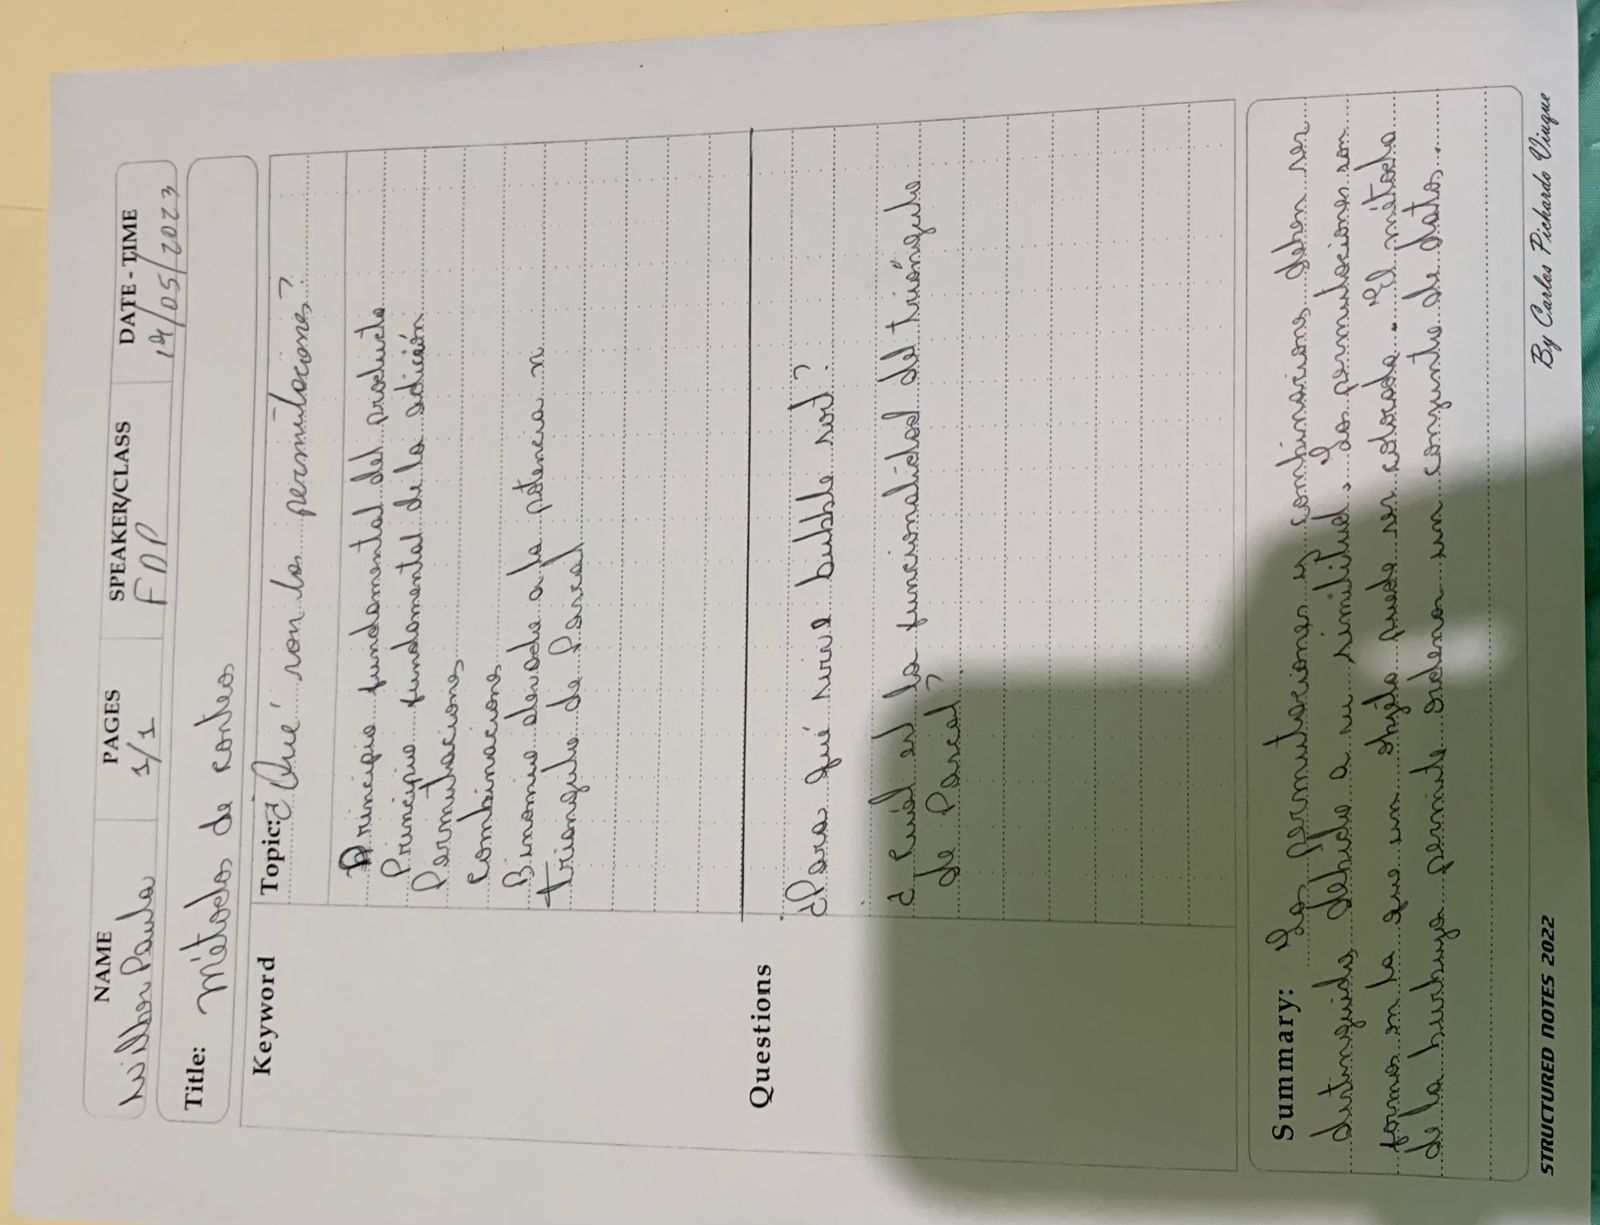 NAME PAGES SPEAKER/CLASS DATE - TIME
Wilber Paula 1/1 FDP 14/05/2023
Title: Métodos de conteo
Keyword
Topic: ¿Qué son las permutaciones?
Principio fundamental del producto
Principio fundamental de la adición
Permutaciones
Combinaciones
Binomio elevado a la potencia n
triangulo de Pascal
Questions
¿Para qué sirve bubble sort?
¿Cuál es la funcionalidad del triángulo
de Pascal?
Summary: Las permutaciones y combinaciones deben ser
distinguidas debido a su similitud. Las permutaciones son
formas en la que un objeto puede ser colocado. El método
de la burbuja permite ordenar un conjunto de datos.
STRUCTURED NOTES 2022 By Carlos Pichardo Viuque